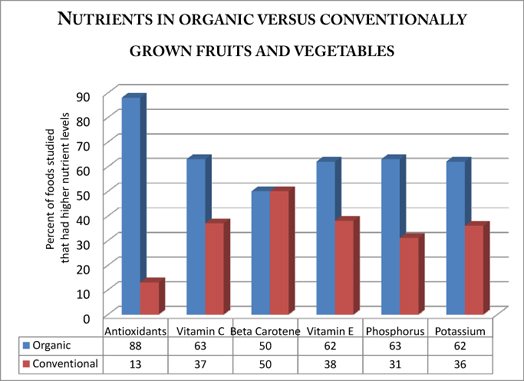 NUTRIENTS IN ORGANIC VERSUS CONVENTIONALLY
GROWN FRUITS AND VEGETABLES
Percent of foods studied
that had higher nutrient levels
90
80
70
60
50
40
30
20
10
0
Antioxidants Vitamin C Beta Carotene Vitamin E Phosphorus Potassium
Organic 88 63 50 62 63 62
Conventional 13 37 50 38 31 36